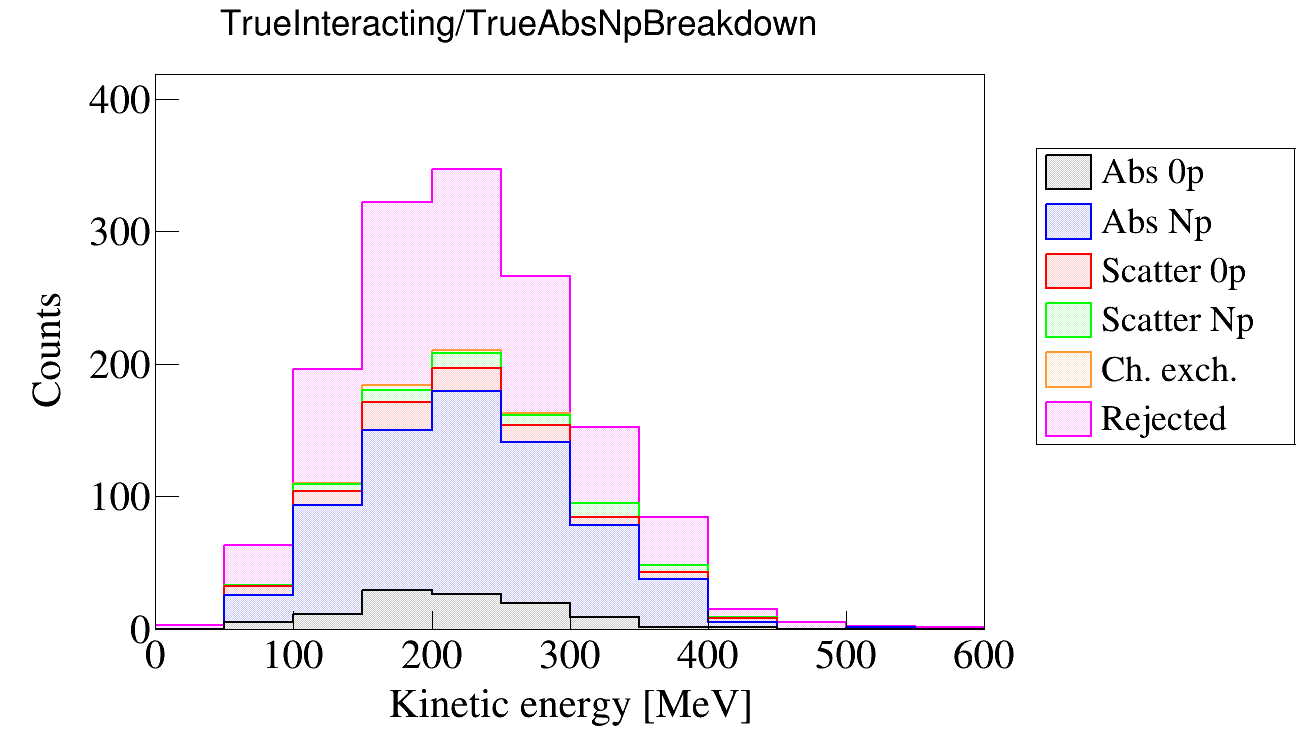 TrueInteracting/TrueAbsNpBreakdown
400
300
200
100
0
Counts
0 100 200 300 400 500 600
Kinetic energy [MeV]
Abs 0p
Abs Np
Scatter 0p
Scatter Np
Ch. exch.
Rejected